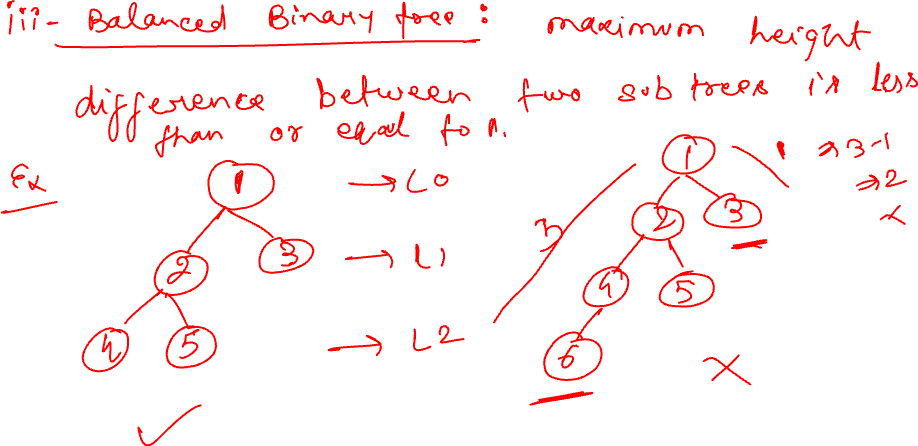 iii- Balanced Binary tree : maximum height
difference between two sub trees is less
than or equal to 1.
Ex
1 → L0
2 3 → L1
4 5 → L2
✓
1 1 ⇒ 3-1
⇒ 2
×
3 2 3
4 5
6 ×